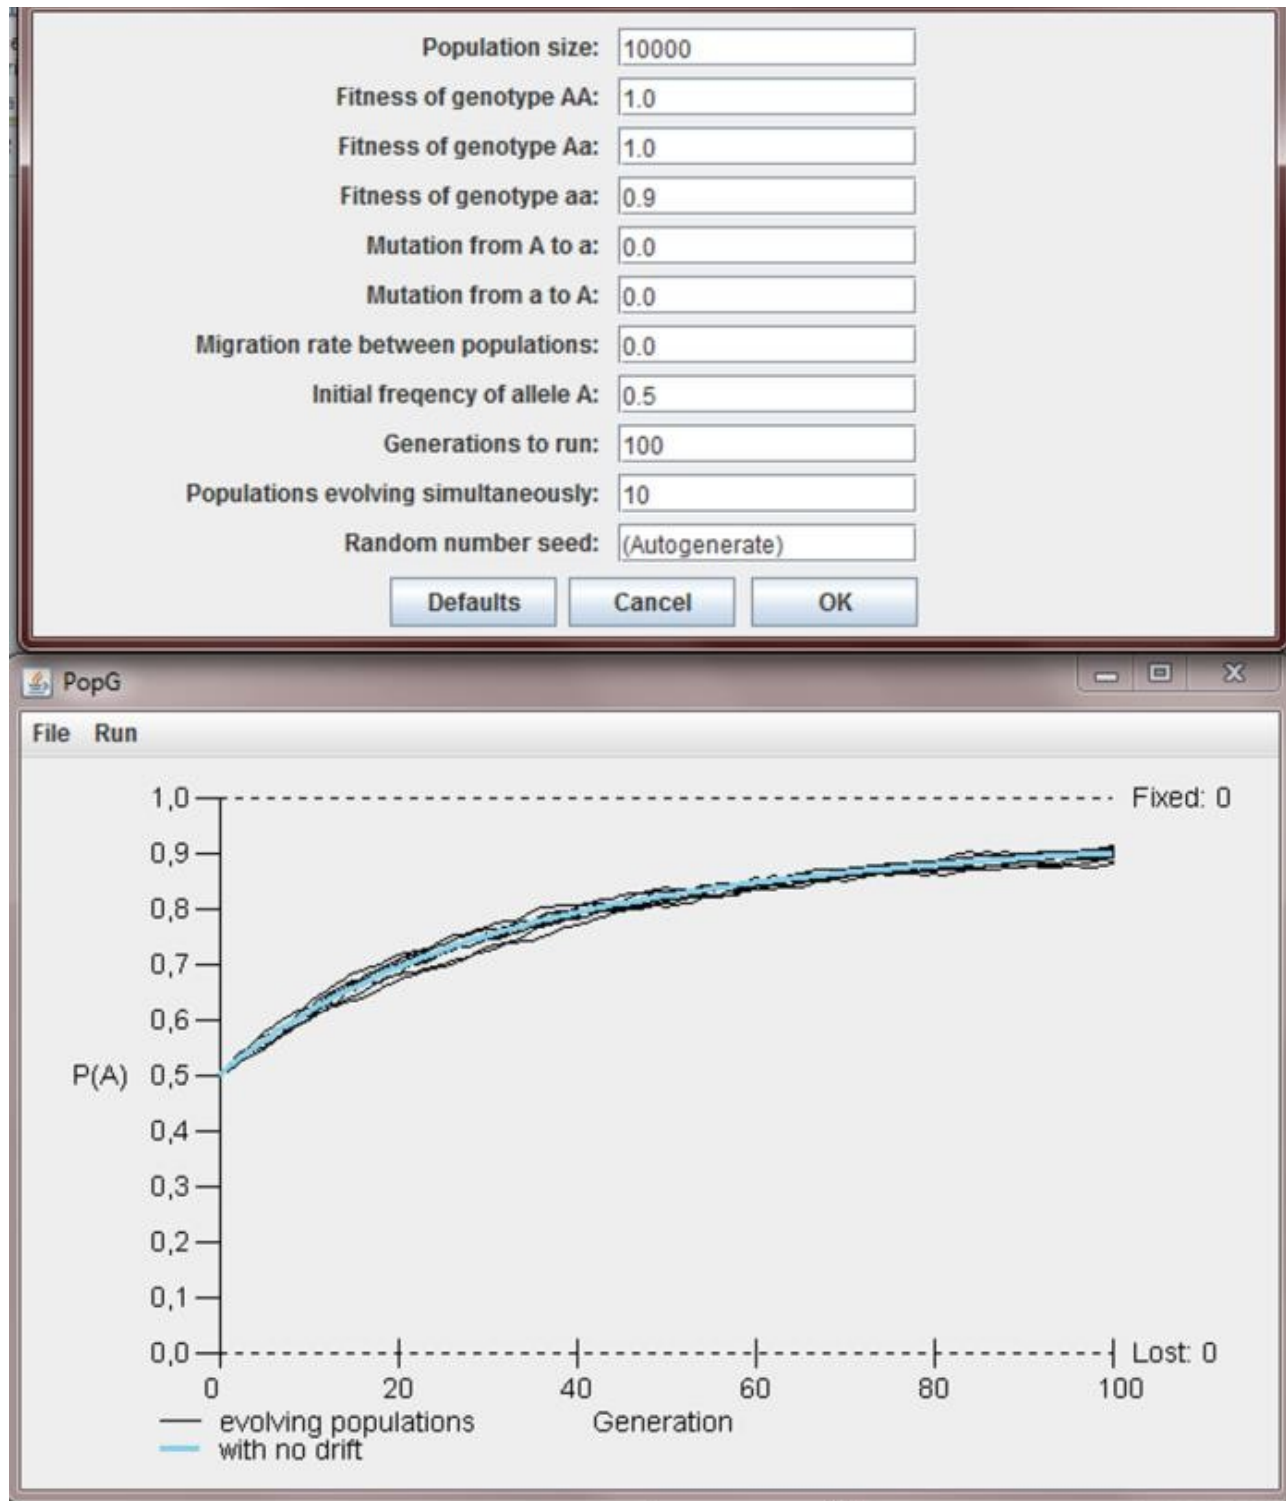 Population size: 10000
Fitness of genotype AA: 1.0
Fitness of genotype Aa: 1.0
Fitness of genotype aa: 0.9
Mutation from A to a: 0.0
Mutation from a to A: 0.0
Migration rate between populations: 0.0
Initial freqency of allele A: 0.5
Generations to run: 100
Populations evolving simultaneously: 10
Random number seed: (Autogenerate)
Defaults Cancel OK
PopG
File Run
1,0 Fixed: 0
0,9
0,8
0,7
0,6
P(A) 0,5
0,4
0,3
0,2
0,1
0,0 Lost: 0
0 20 40 60 80 100
evolving populations Generation
with no drift